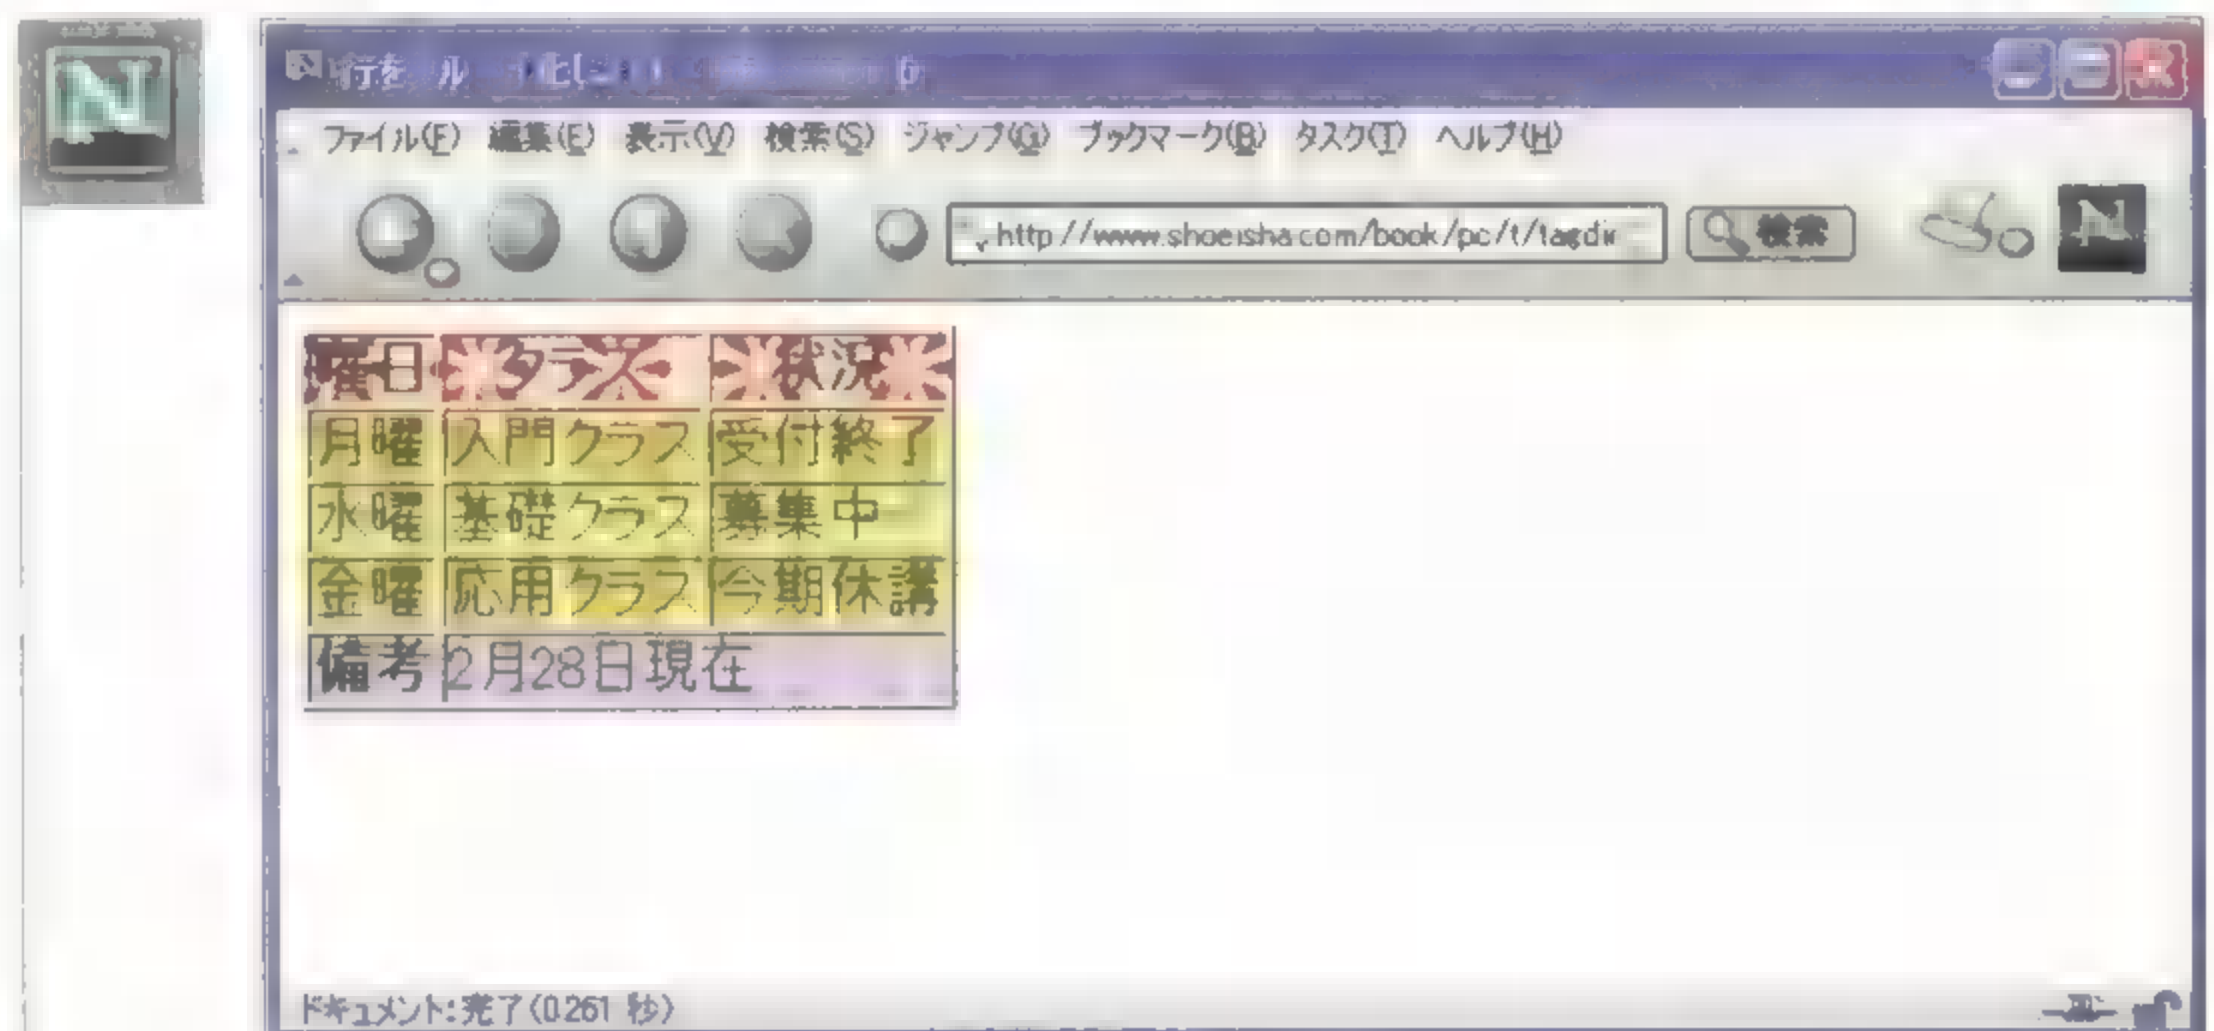 ファイル(F) 編集(E) 表示(V) 検索(S) ジャンプ(G) ブックマーク(B) タスク(T) ヘルプ(H)
http://www.shoeisha.com/book/pc/t/tagdic 検索
曜日 クラス 状況
月曜 入門クラス 受付終了
水曜 基礎クラス 募集中
金曜 応用クラス 今期休講
備考 2月28日現在
ドキュメント:完了(0.261 秒)